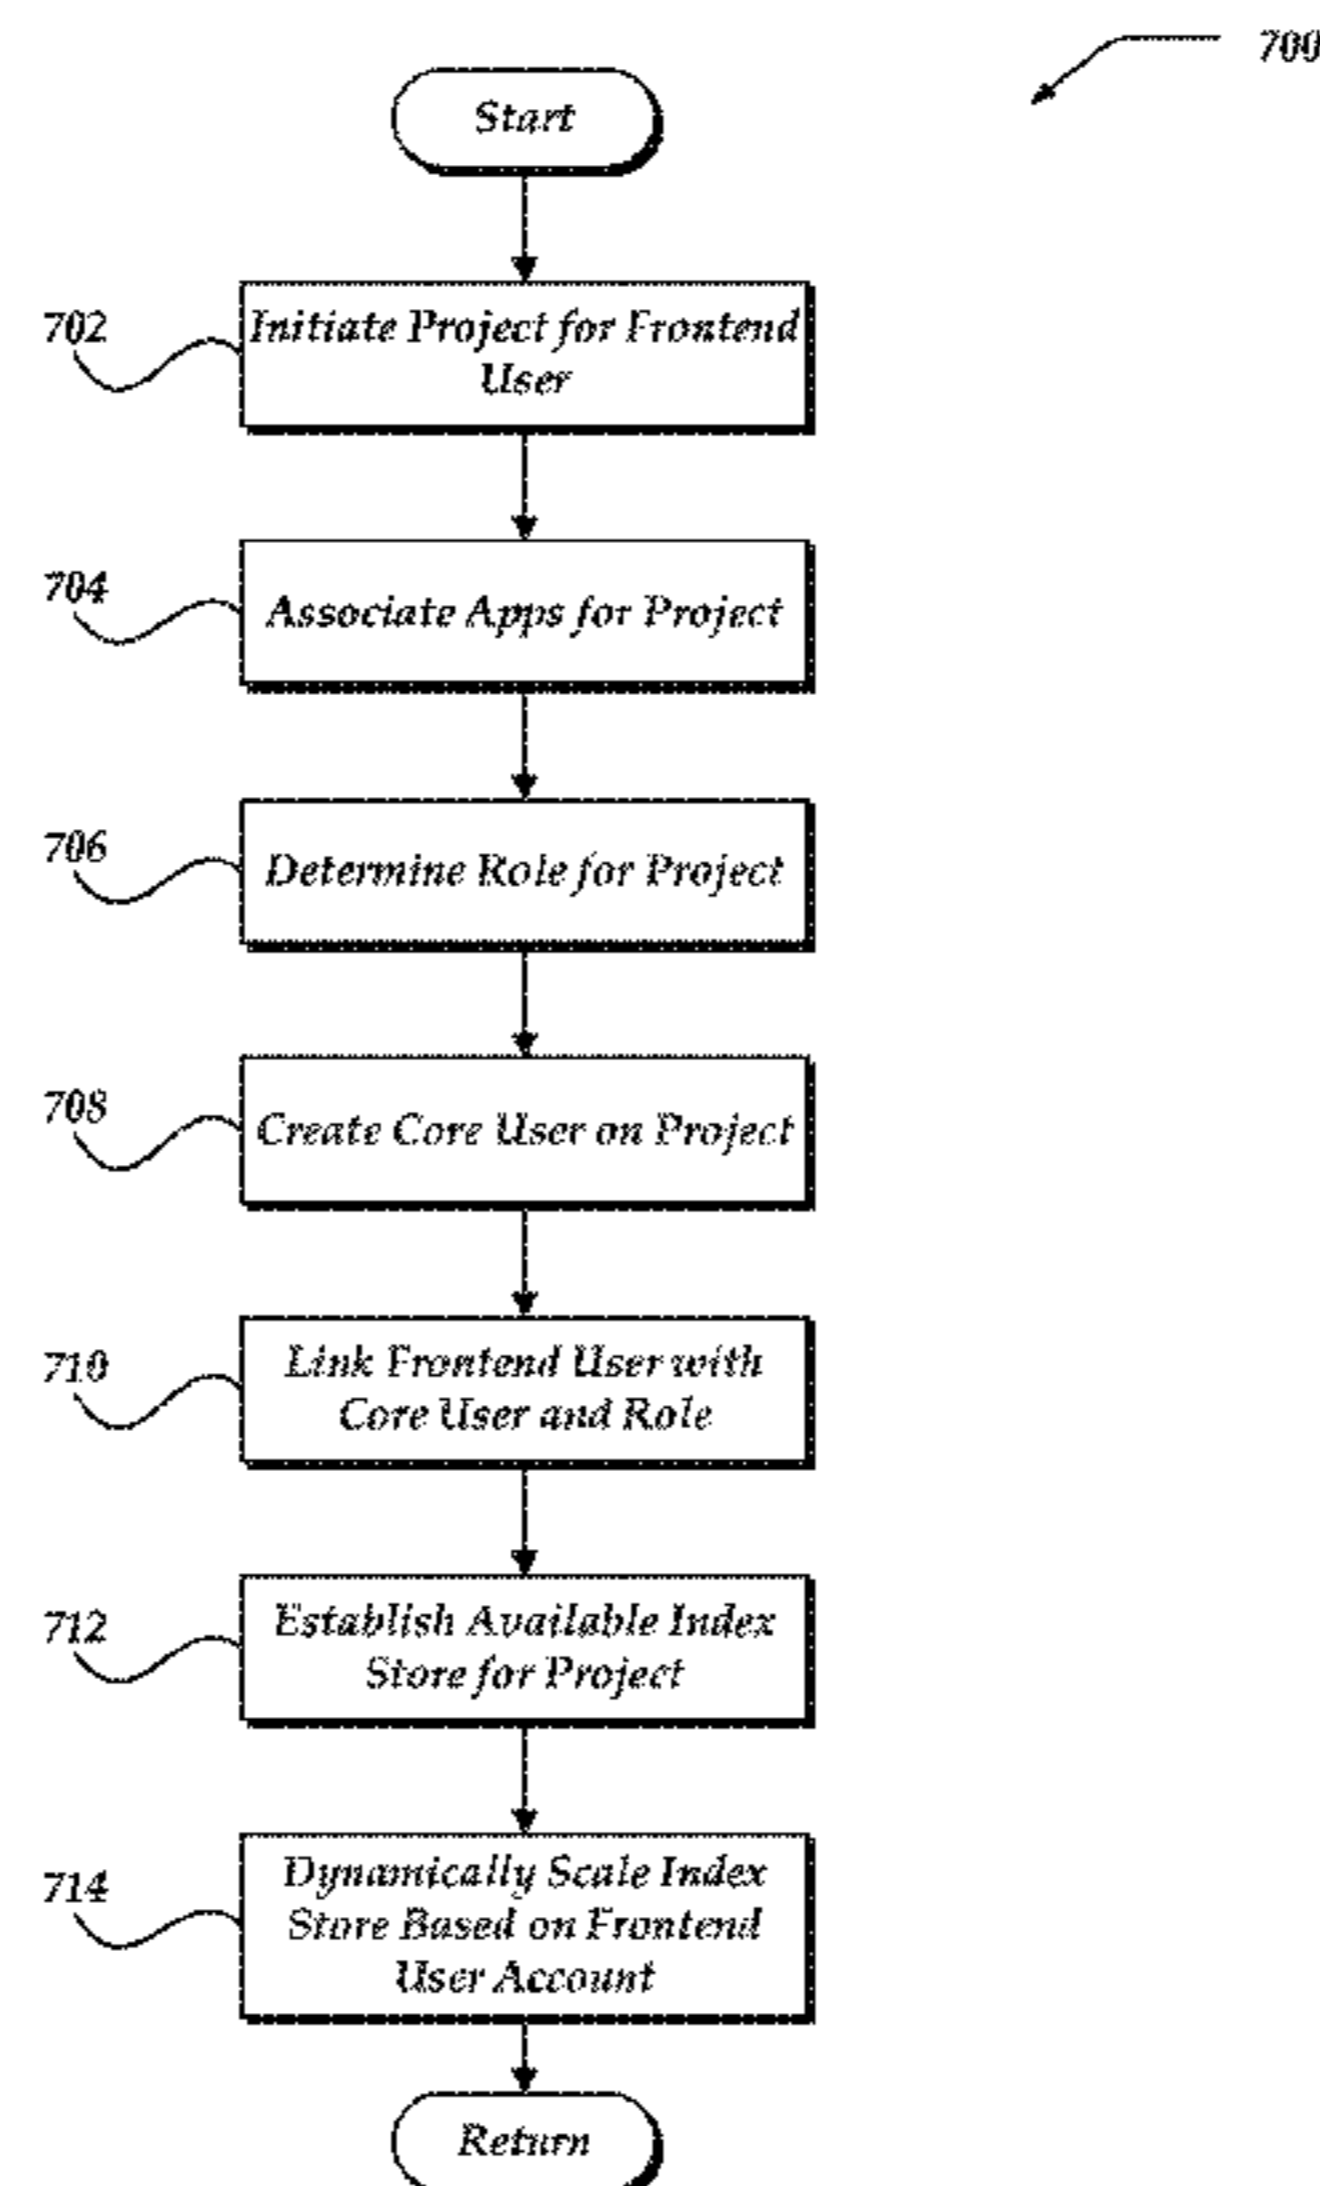 700
Start
702
Initiate Project for Frontend
User
704
Associate Apps for Project
706
Determine Role for Project
708
Create Core User on Project
710
Link Frontend User with
Core User and Role
712
Establish Available Index
Store for Project
714
Dynamically Scale Index
Store Based on Frontend
User Account
Return